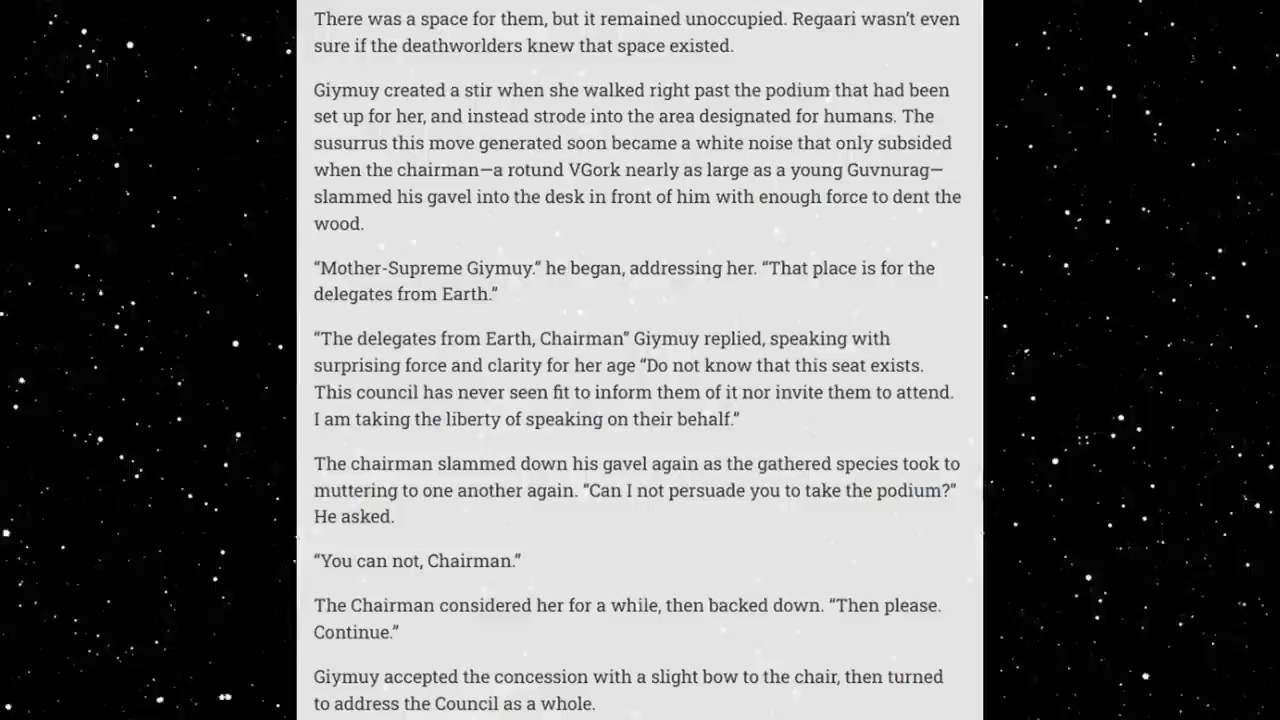 There was a space for them, but it remained unoccupied. Regaari wasn’t even
sure if the deathworlders knew that space existed.
Giymuy created a stir when she walked right past the podium that had been
set up for her, and instead strode into the area designated for humans. The
susurrus this move generated soon became a white noise that only subsided
when the chairman—a rotund VGork nearly as large as a young Guvnurag—
slammed his gavel into the desk in front of him with enough force to dent the
wood.
“Mother-Supreme Giymuy.” he began, addressing her. “That place is for the
delegates from Earth.”
“The delegates from Earth, Chairman” Giymuy replied, speaking with
surprising force and clarity for her age “Do not know that this seat exists.
This council has never seen fit to inform them of it nor invite them to attend.
I am taking the liberty of speaking on their behalf.”
The chairman slammed down his gavel again as the gathered species took to
muttering to one another again. “Can I not persuade you to take the podium?”
He asked.
“You can not, Chairman.”
The Chairman considered her for a while, then backed down. “Then please.
Continue.”
Giymuy accepted the concession with a slight bow to the chair, then turned
to address the Council as a whole.